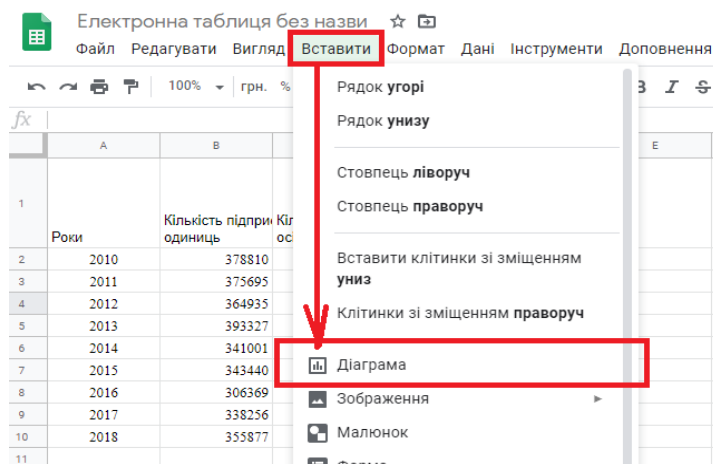 Електронна таблиця без назви
Файл Редагувати Вигляд Вставити Формат Дані Інструменти Доповнення
100% грн. % B I S
fx
A B E
Рядок угорі
Рядок унизу
Стовпець ліворуч
Стовпець праворуч
Вставити клітинки зі зміщенням
униз
Клітинки зі зміщенням праворуч
Діаграма
Зображення
Малюнок
1 Роки Кількість підпри
одиниць
2 2010 378810
3 2011 375695
4 2012 364935
5 2013 393327
6 2014 341001
7 2015 343440
8 2016 306369
9 2017 338256
10 2018 355877
11